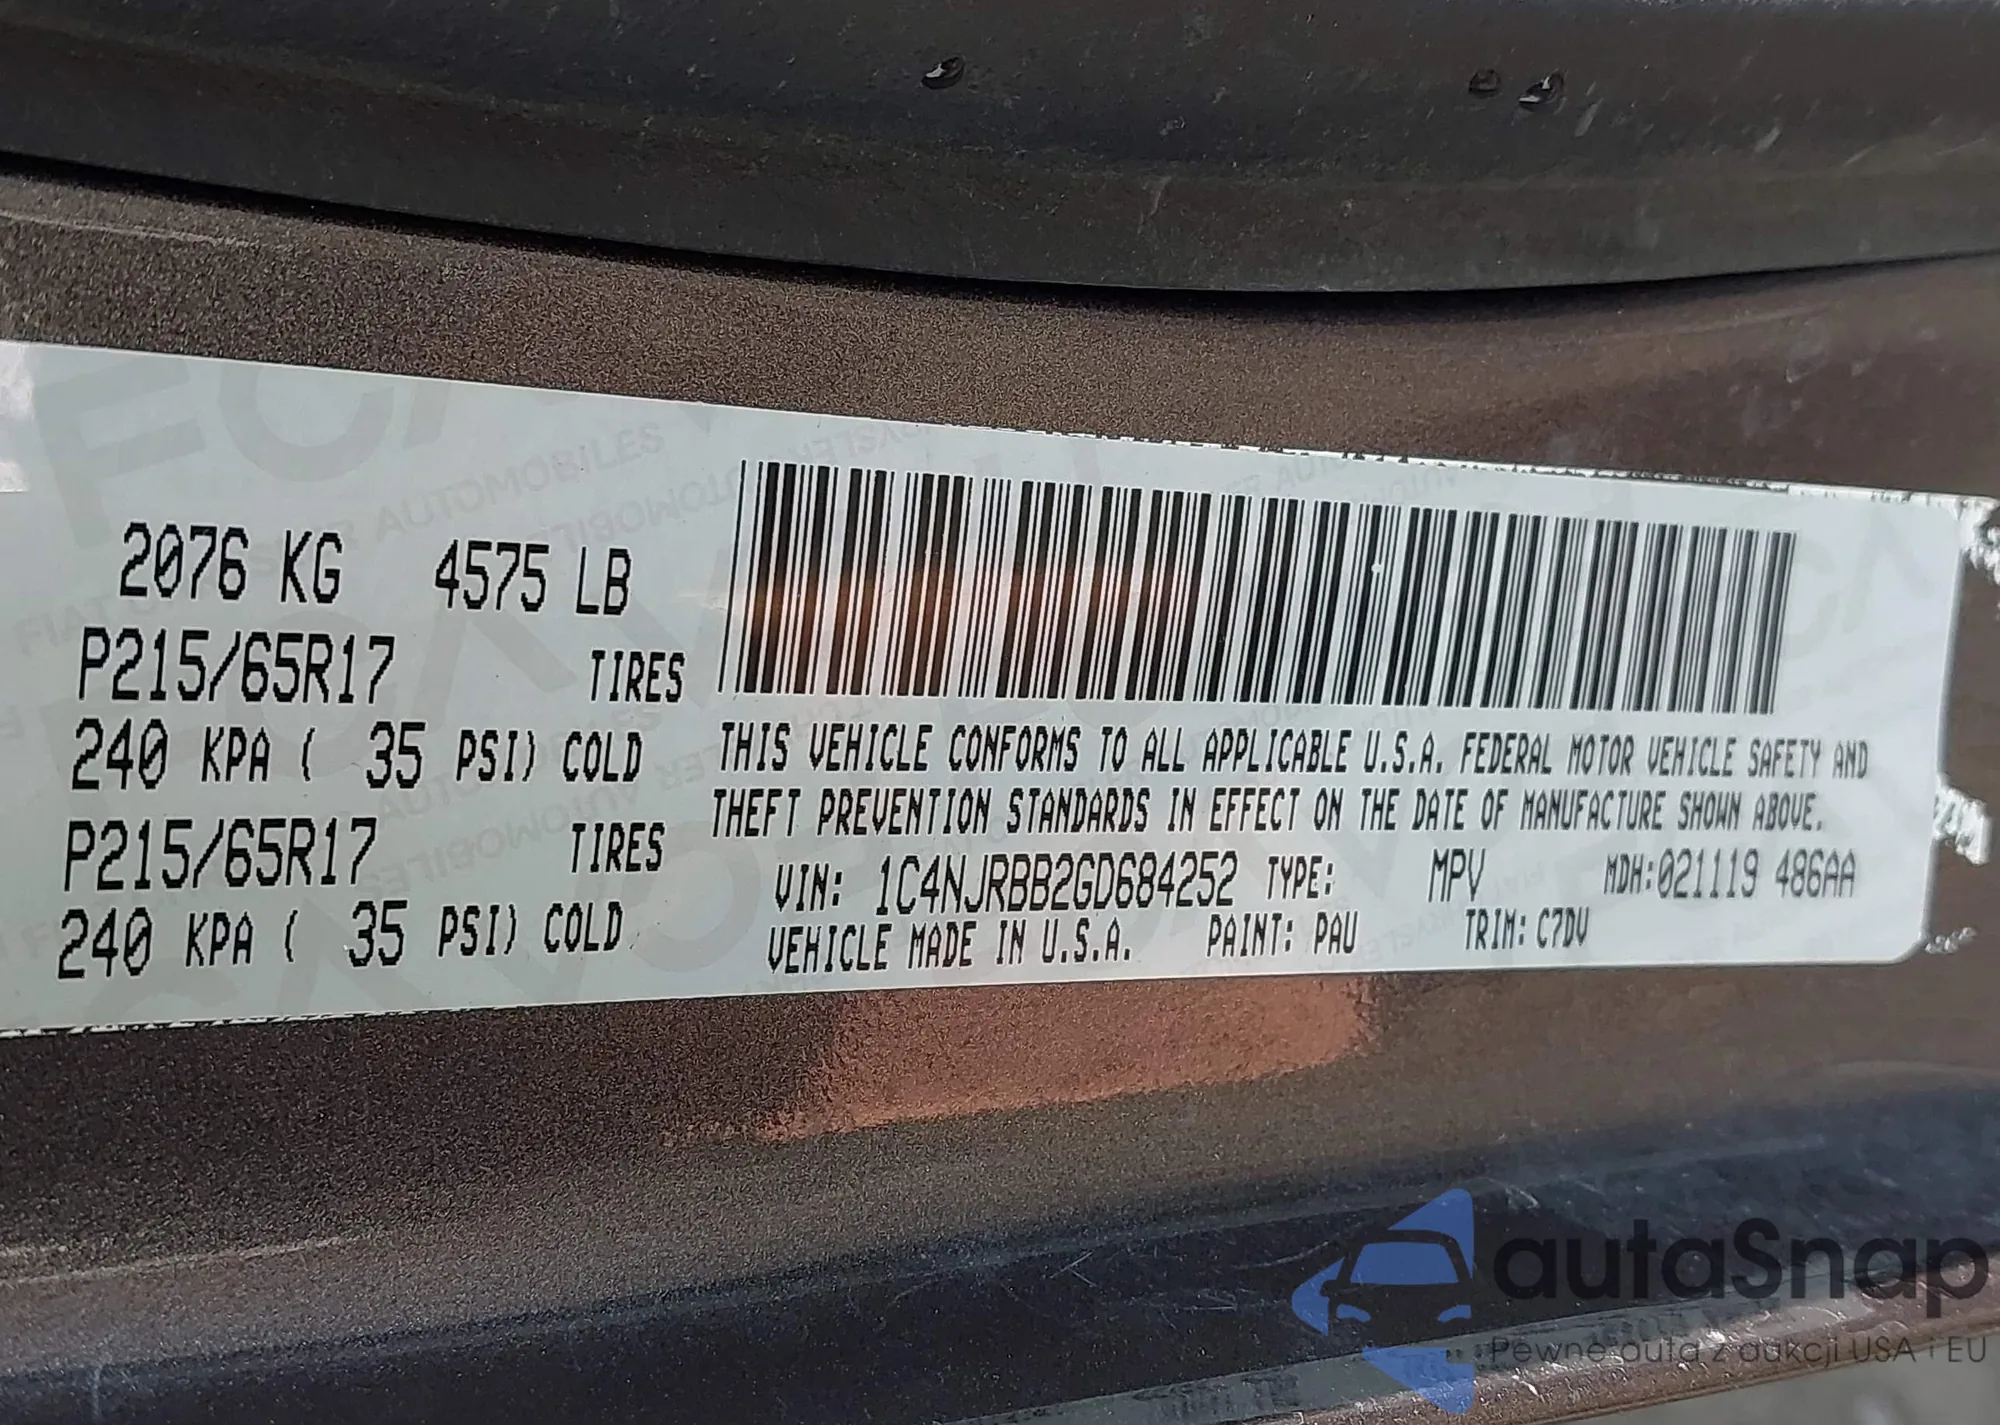 2076 KG 4575 LB
P215/65R17 TIRES
240 KPA ( 35 PSI) COLD
P215/65R17 TIRES
240 KPA ( 35 PSI) COLD
THIS VEHICLE CONFORMS TO ALL APPLICABLE U.S.A. FEDERAL MOTOR VEHICLE SAFETY AND
THEFT PREVENTION STANDARDS IN EFFECT ON THE DATE OF MANUFACTURE SHOWN ABOVE.
VIN: 1C4NJRBB2GD684252 TYPE: MPV MDH:021119 486AA
VEHICLE MADE IN U.S.A. PAINT: PAU TRIM: C7DV
autaSnap
Pewne auta z aukcji USA i EU